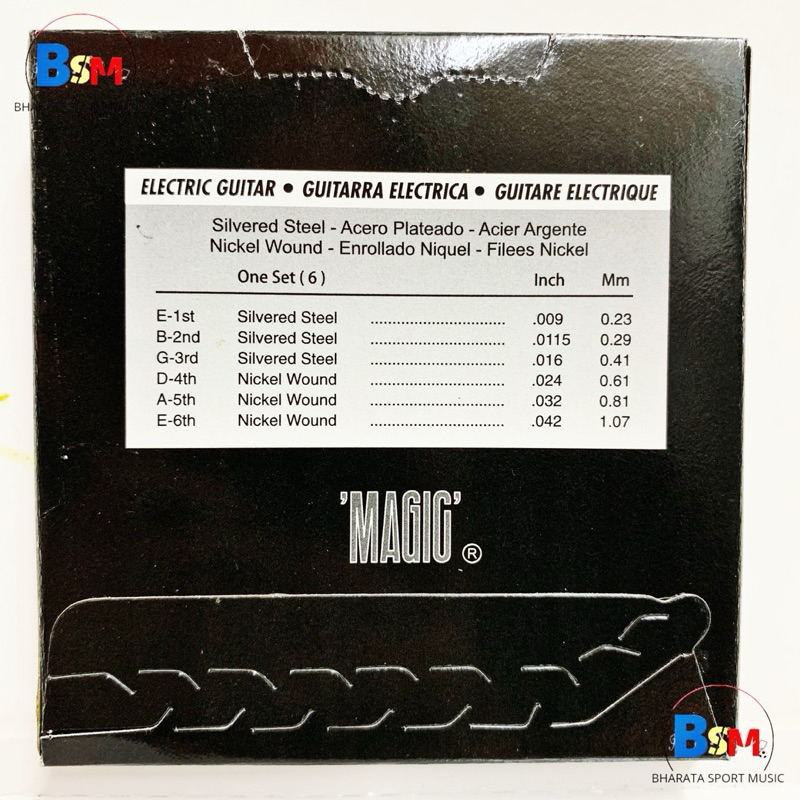 BSM
BHARATA SPORT MUSIC
ELECTRIC GUITAR • GUITARRA ELECTRICA • GUITARE ELECTRIQUE
Silvered Steel - Acero Plateado - Acier Argente
Nickel Wound - Enrollado Niquel - Filees Nickel
One Set ( 6 ) Inch Mm
E-1st Silvered Steel .................................. .009 0.23
B-2nd Silvered Steel .................................. .0115 0.29
G-3rd Silvered Steel .................................. .016 0.41
D-4th Nickel Wound .................................. .024 0.61
A-5th Nickel Wound .................................. .032 0.81
E-6th Nickel Wound .................................. .042 1.07
'MAGIC' ®
BSM
BHARATA SPORT MUSIC